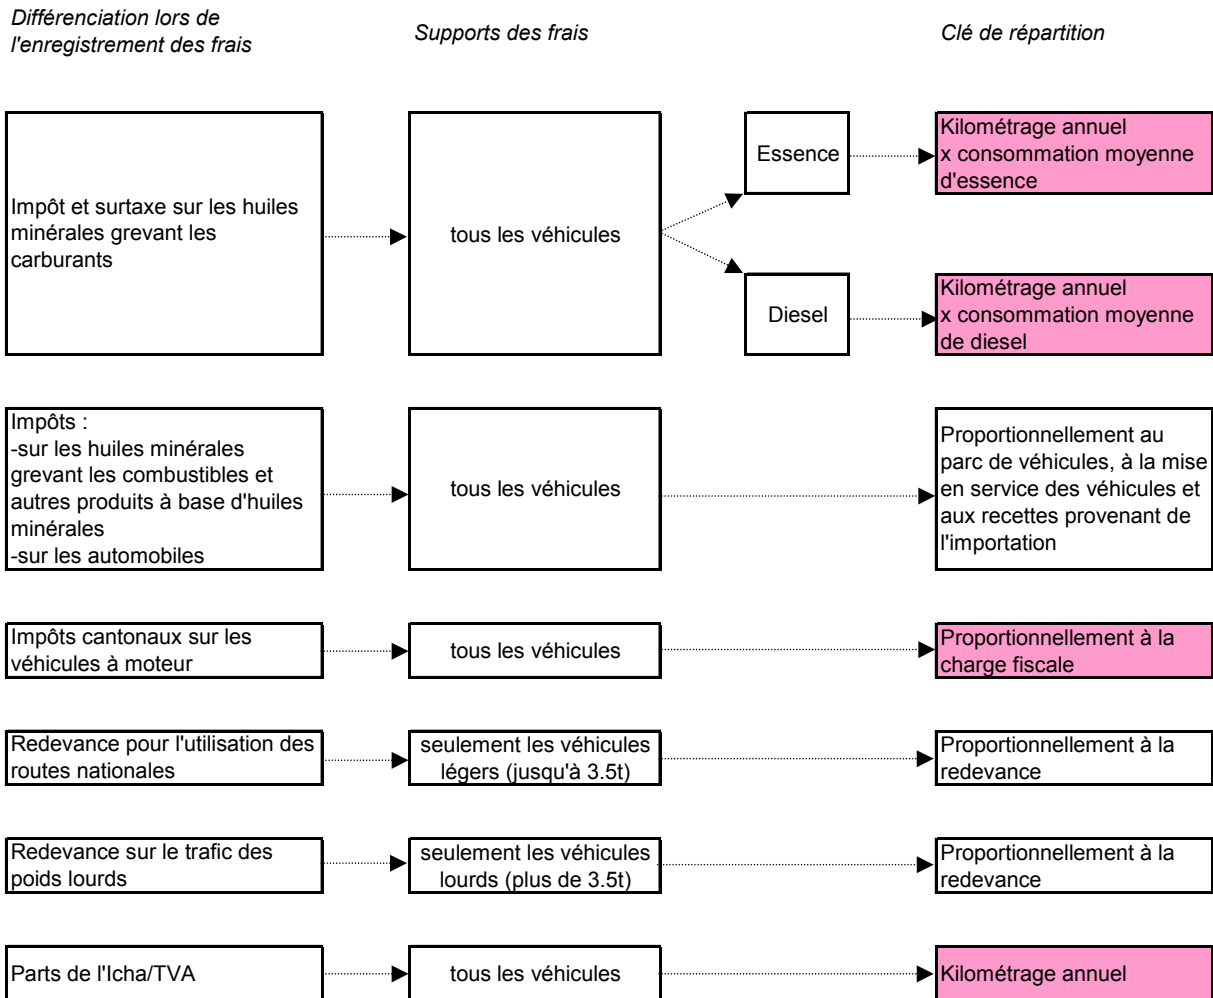 Différenciation lors de
l'enregistrement des frais
Supports des frais
Clé de répartition
Impôt et surtaxe sur les huiles
minérales grevant les
carburants
tous les véhicules
Essence
Kilométrage annuel
x consommation moyenne
d'essence
Diesel
Kilométrage annuel
x consommation moyenne
de diesel
Impôts :
-sur les huiles minérales
grevant les combustibles et
autres produits à base d'huiles
minérales
-sur les automobiles
tous les véhicules
Proportionnellement au
parc de véhicules, à la mise
en service des véhicules et
aux recettes provenant de
l'importation
Impôts cantonaux sur les
véhicules à moteur
tous les véhicules
Proportionnellement à la
charge fiscale
Redevance pour l'utilisation des
routes nationales
seulement les véhicules
légers (jusqu'à 3.5t)
Proportionnellement à la
redevance
Redevance sur le trafic des
poids lourds
seulement les véhicules
lourds (plus de 3.5t)
Proportionnellement à la
redevance
Parts de l'Icha/TVA
tous les véhicules
Kilométrage annuel